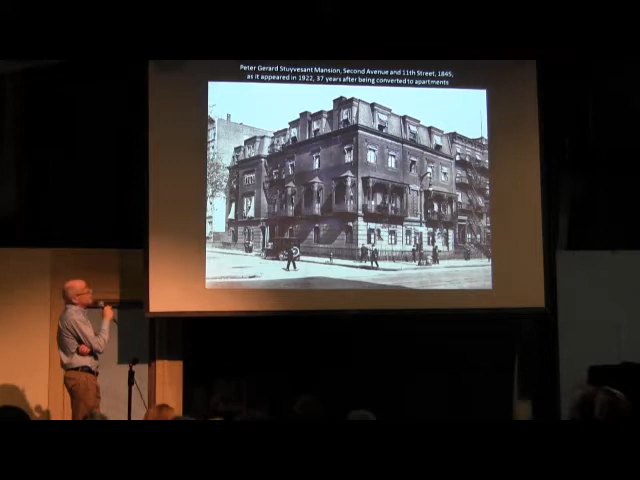 Peter Gerard Stuyvesant Mansion, Second Avenue and 11th Street, 1845,
as it appeared in 1922, 37 years after being converted to apartments